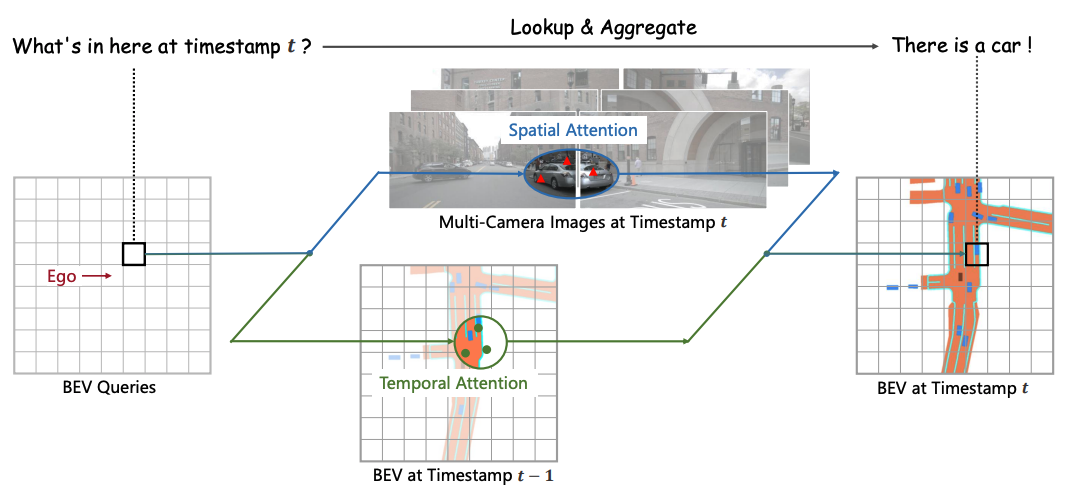 Lookup & Aggregate
What's in here at timestamp t ?
There is a car !
Spatial Attention
Multi-Camera Images at Timestamp t
Ego
BEV Queries
Temporal Attention
BEV at Timestamp t
BEV at Timestamp t − 1